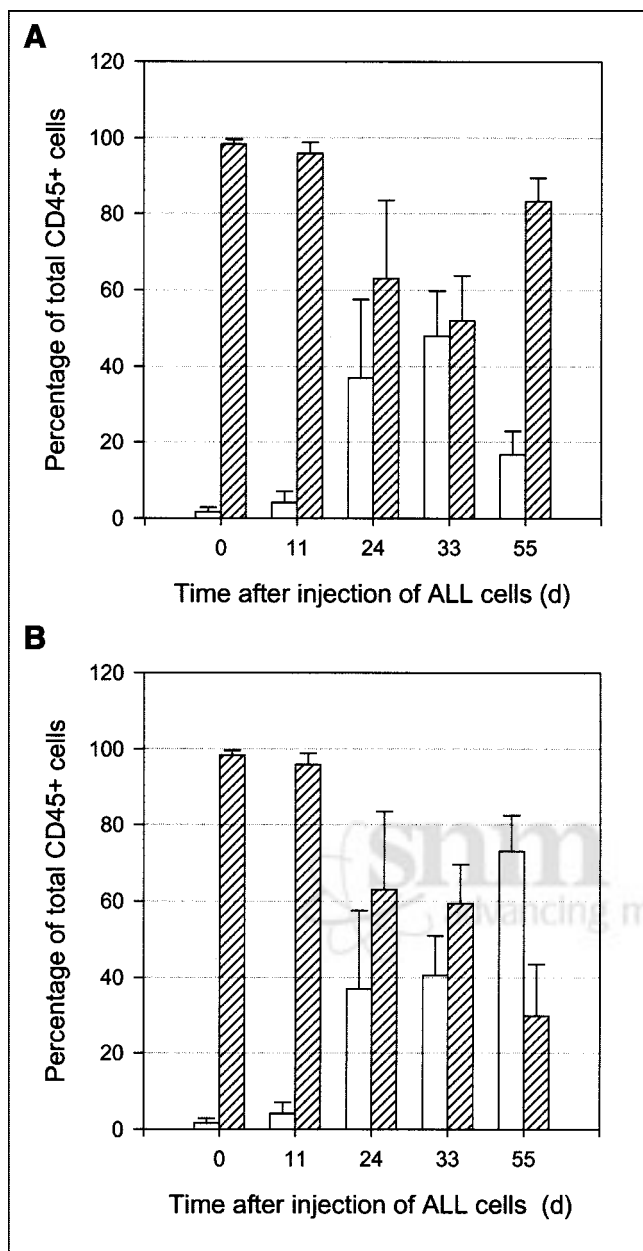 A
120
100
80
60
40
20
0
Percentage of total CD45+ cells
0 11 24 33 55
Time after injection of ALL cells (d)
B
120
100
80
60
40
20
0
Percentage of total CD45+ cells
snm
advancing m
0 11 24 33 55
Time after injection of ALL cells (d)